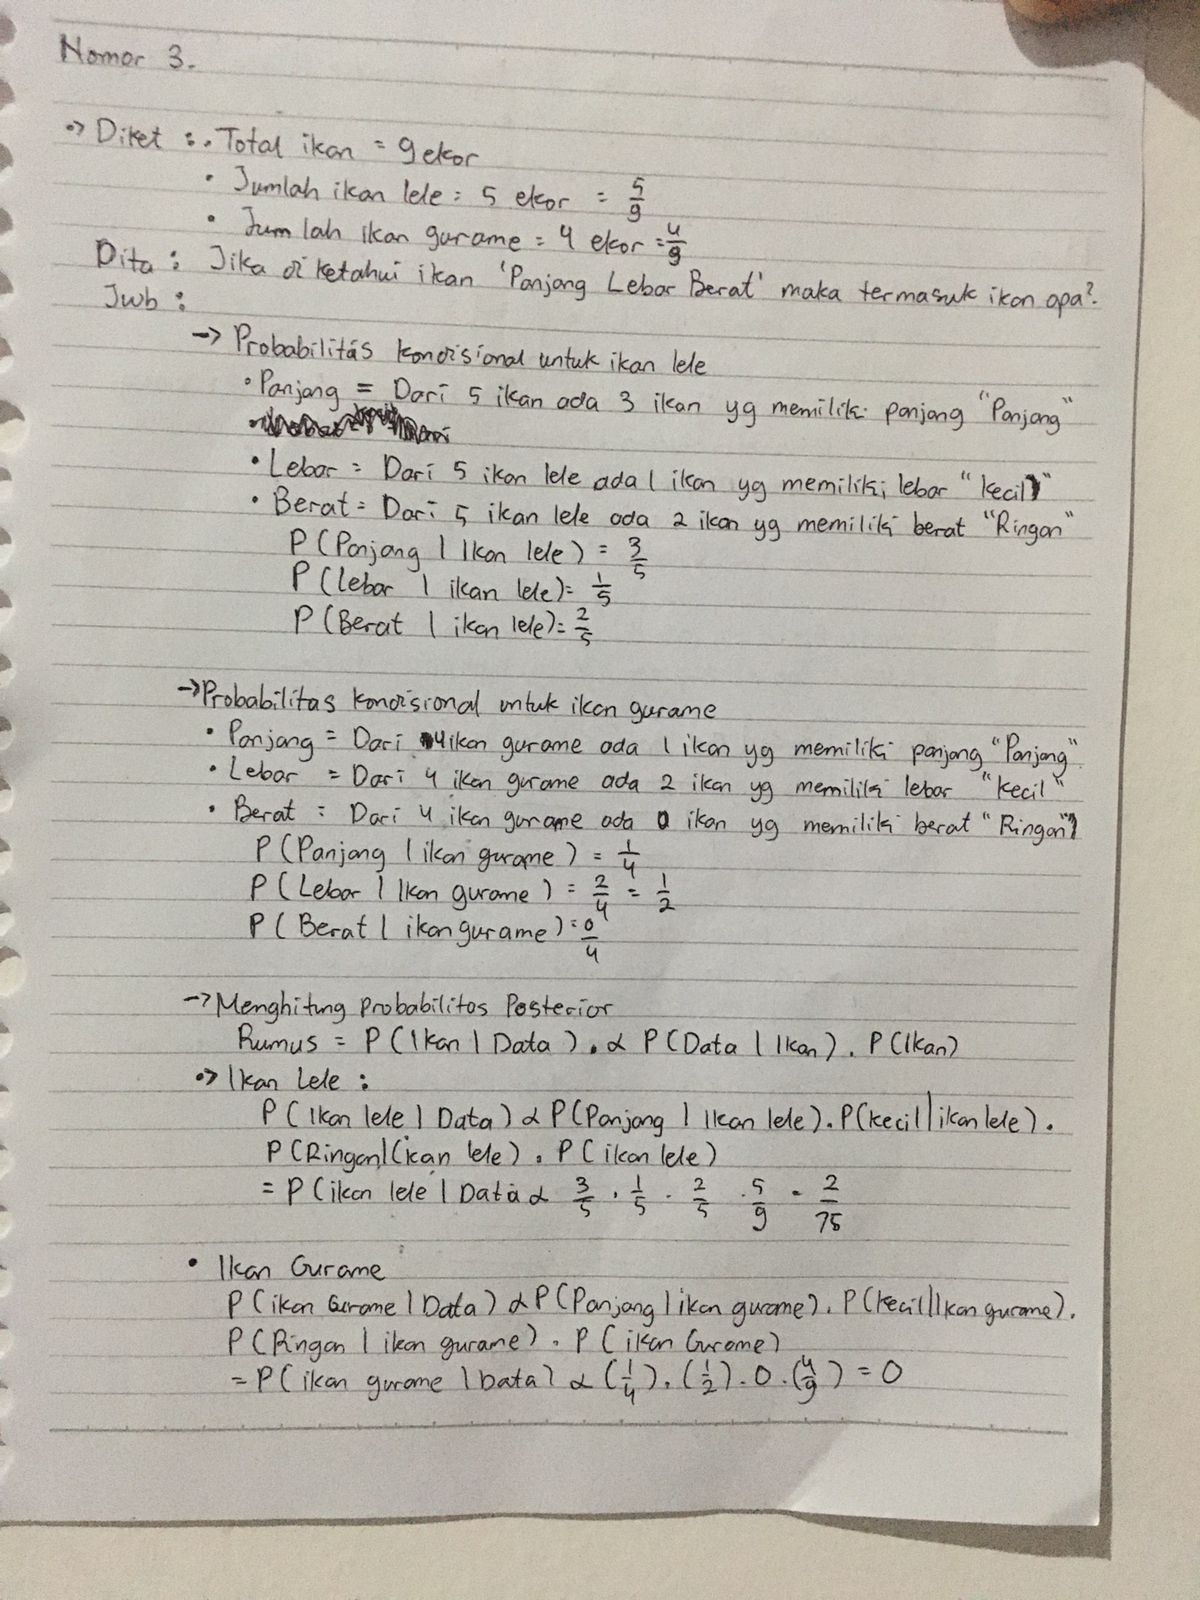 Nomor 3.
-> Diket :. Total ikan = 9 ekor
• Jumlah ikan lele = 5 ekor = 5/9
• Jumlah ikan gurame = 4 ekor = 4/9
Dita : Jika diketahui ikan 'Panjang Lebar Berat' maka termasuk ikan apa?.
Jwb :
-> Probabilitas kondisional untuk ikan lele
• Panjang = Dari 5 ikan ada 3 ikan yg memiliki panjang "Panjang"
• Lebar = Dari 5 ikan lele ada 1 ikan yg memiliki lebar "kecil"
• Berat = Dari 5 ikan lele ada 2 ikan yg memiliki berat "Ringan"
P (Panjang | Ikan lele) = 3/5
P (lebar | ikan lele) = 1/5
P (Berat | ikan lele) = 2/5
-> Probabilitas kondisional untuk ikan gurame
• Panjang = Dari 4 ikan gurame ada 1 ikan yg memiliki panjang "Panjang"
• Lebar = Dari 4 ikan gurame ada 2 ikan yg memiliki lebar "kecil"
• Berat = Dari 4 ikan gurame ada 0 ikan yg memiliki berat "Ringan"
P (Panjang | ikan gurame) = 1/4
P (Lebar | Ikan gurame) = 2/4 = 1/2
P ( Berat | ikan gurame) = 0/4
-> Menghitung probabilitas Posterior
Rumus = P (Ikan | Data) . α P (Data | Ikan) . P (Ikan)
-> Ikan Lele :
P (Ikan lele | Data) α P (Panjang | Ikan lele) . P (kecil | ikan lele) .
P (Ringan | (ikan lele) . P ( ikan lele)
= P (ikan lele | Data α 3/5 . 1/5 . 2/5 . 5/9 = 2/75
• Ikan Gurame
P (ikan Gurame | Data) α P (Panjang | ikan gurame) . P (kecil | Ikan gurame) .
P (Ringan | ikan gurame) . P ( ikan Gurame)
= P ( ikan gurame | Data) α (1/4) . (1/2) . 0 . (4/9) = 0